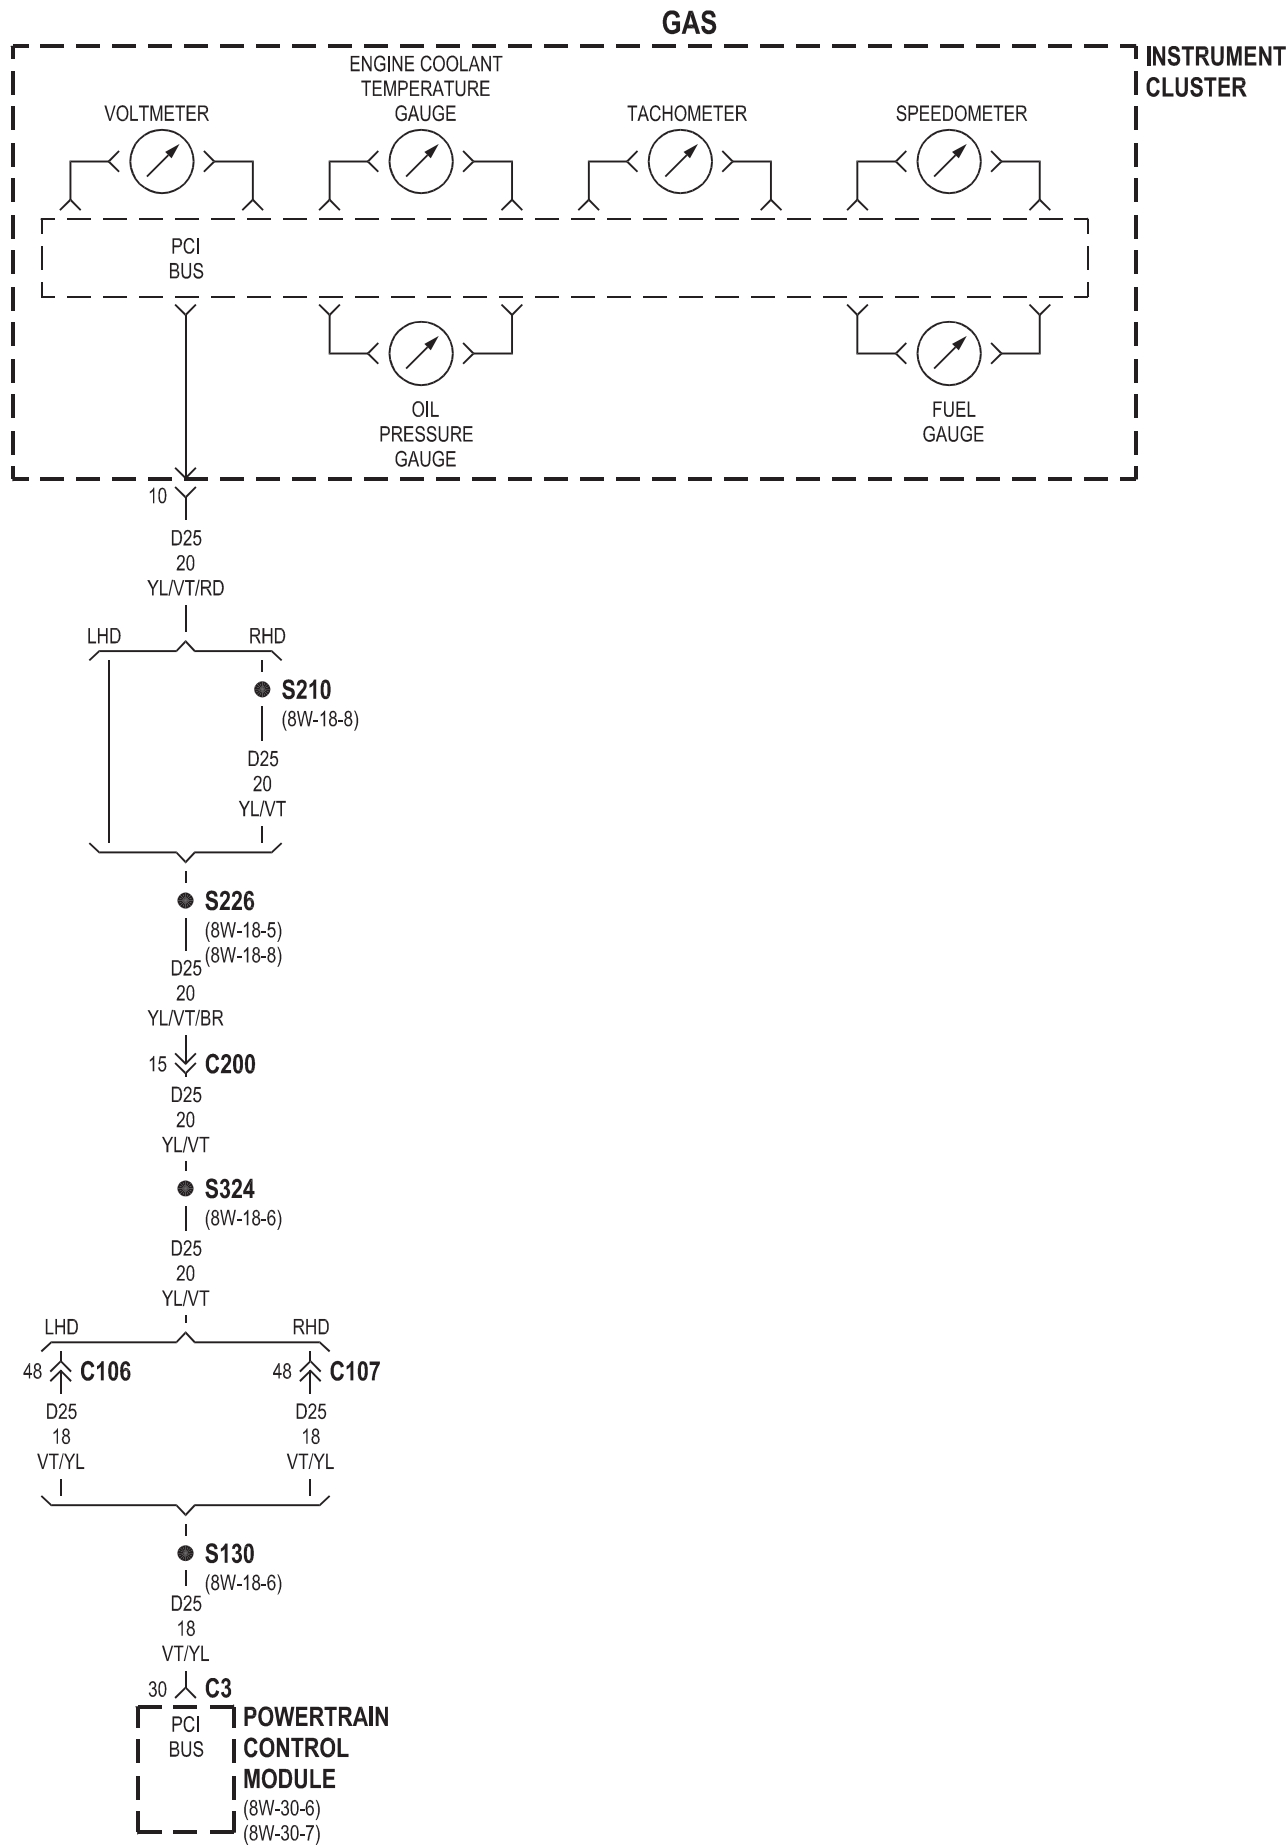 GAS
INSTRUMENT
CLUSTER
VOLTMETER
ENGINE COOLANT
TEMPERATURE
GAUGE
TACHOMETER
SPEEDOMETER
PCI
BUS
OIL
PRESSURE
GAUGE
FUEL
GAUGE
10
D25
20
YL/VT/RD
LHD
RHD
S210
(8W-18-8)
D25
20
YL/VT
S226
(8W-18-5)
(8W-18-8)
D25
20
YL/VT/BR
15
C200
D25
20
YL/VT
S324
(8W-18-6)
D25
20
YL/VT
LHD
RHD
48
C106
48
C107
D25
18
VT/YL
D25
18
VT/YL
S130
(8W-18-6)
D25
18
VT/YL
30
C3
PCI
BUS
POWERTRAIN
CONTROL
MODULE
(8W-30-6)
(8W-30-7)